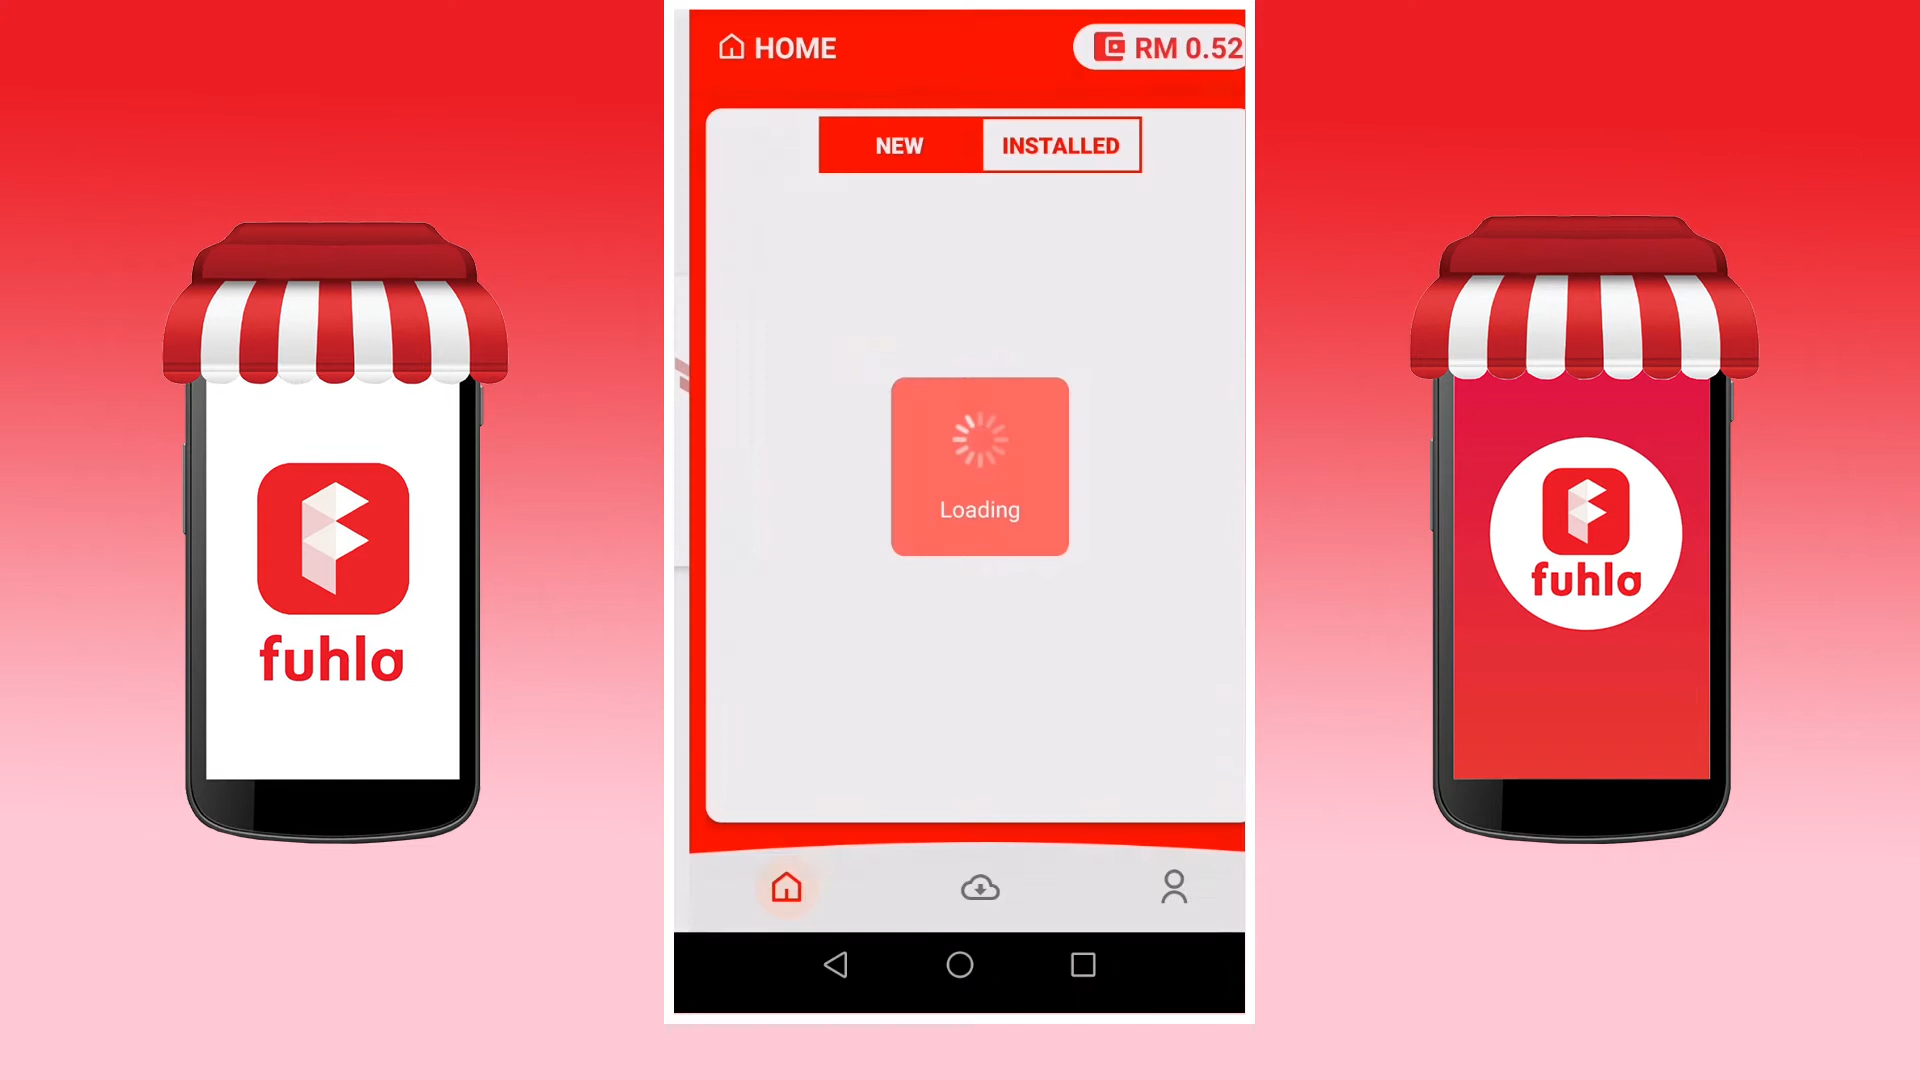 HOME
RM 0.52
NEW
INSTALLED
Loading
fuhla
fuhla